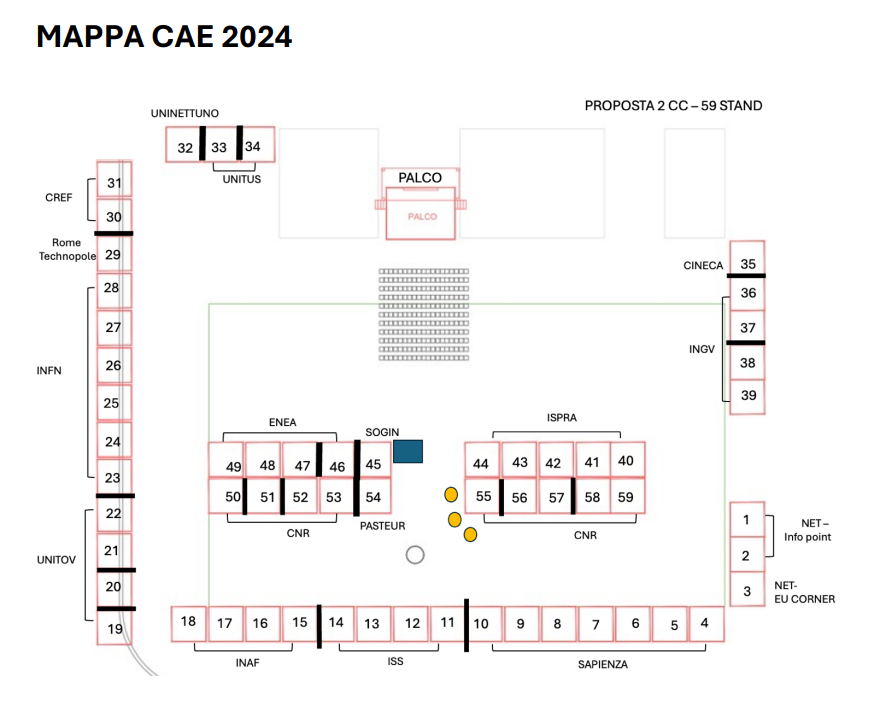 MAPPA CAE 2024
PROPOSTA 2 CC – 59 STAND
UNINETTUNO
32 33 34
UNITUS
PALCO
PALCO
CREF
31
30
Rome
Technopole
29
28
27
INFN
26
25
24
23
22
UNITOV
21
20
19
CINECA
35
36
37
INGV
38
39
ENEA
SOGIN
49 48 47 46 45
50 51 52 53 54
CNR
PASTEUR
ISPRA
44 43 42 41 40
55 56 57 58 59
CNR
1
2
NET –
Info point
3
NET-
EU CORNER
18 17 16 15 14 13 12 11 10 9 8 7 6 5 4
INAF
ISS
SAPIENZA